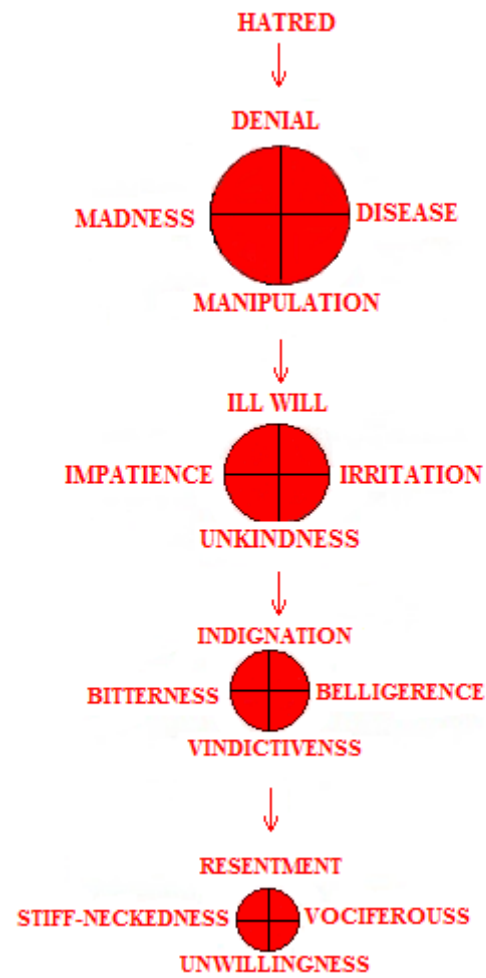 HATRED
DENIAL
MADNESS DISEASE
MANIPULATION
ILL WILL
IMPATIENCE IRRITATION
UNKINDNESS
INDIGNATION
BITTERNESS BELLIGERENCE
VINDICTIVENSS
RESENTMENT
STIFF-NECKEDNESS VOCIFEROUSS
UNWILLINGNESS